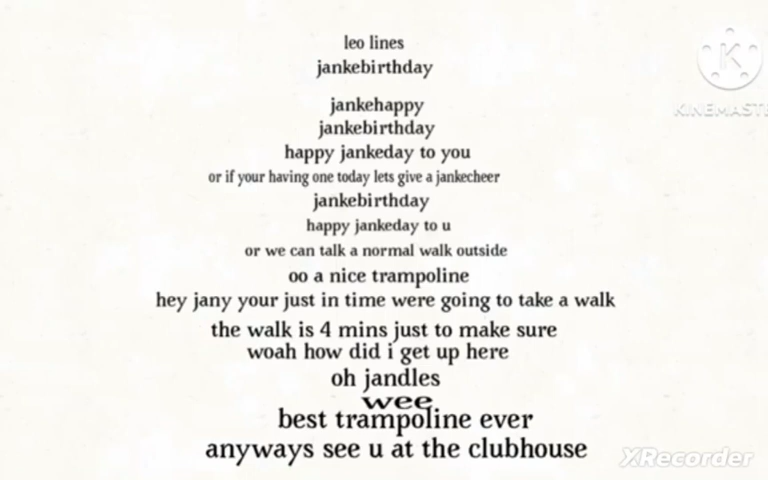 leo lines
jankebirthday
jankehappy
jankebirthday
happy jankeday to you
or if your having one today lets give a jankecheer
jankebirthday
happy jankeday to u
or we can talk a normal walk outside
oo a nice trampoline
hey jany your just in time were going to take a walk
the walk is 4 mins just to make sure
woah how did i get up here
oh jandles
wee
best trampoline ever
anyways see u at the clubhouse
K
KINEMASTE
XRecorder